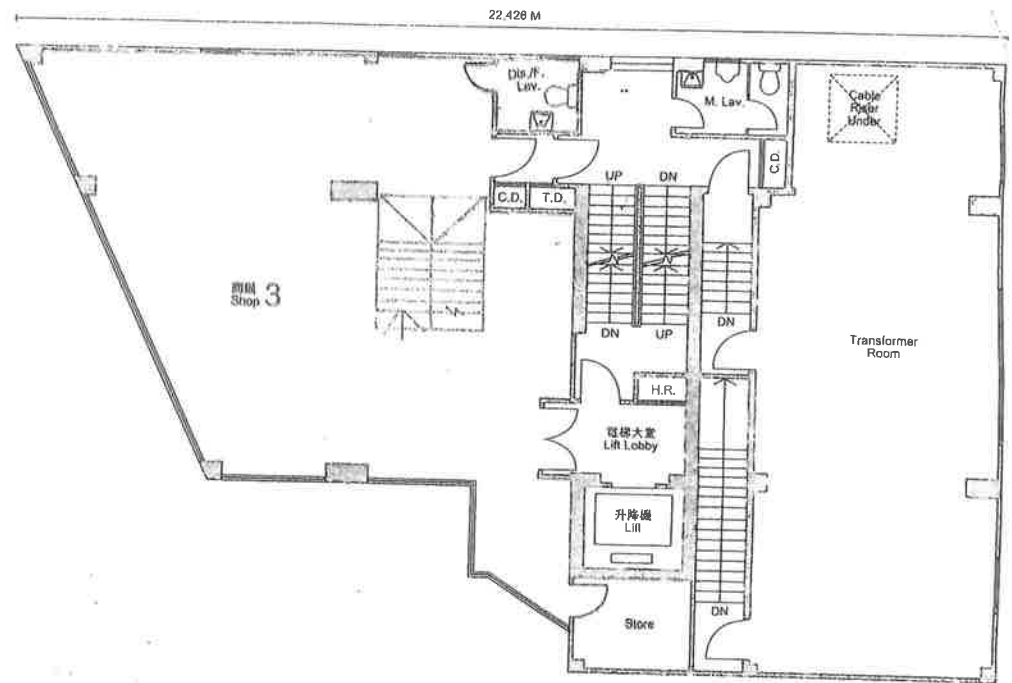 22.426 M
Dis./F.
Lav.
M. Lav.
Cable
Riser
Under
C.D.
UP
DN
C.D.
T.D.
商舖
Shop 3
DN
UP
DN
Transformer
Room
H.R.
電梯大堂
Lift Lobby
升降機
Lift
DN
Store